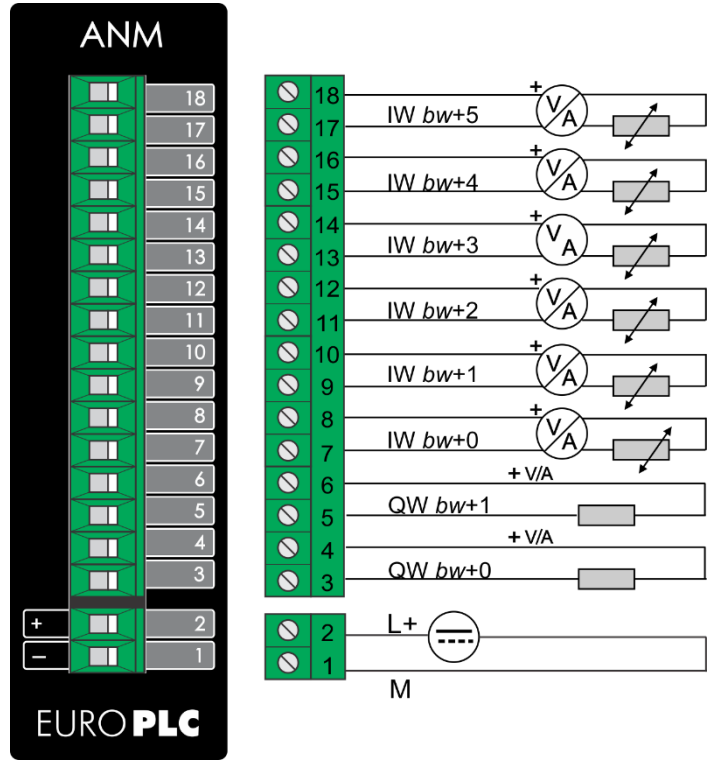 ANM
18
17
16
15
14
13
12
11
10
9
8
7
6
5
4
3
+ 2
– 1
EURO PLC
18 +
17 IW bw+5 V/A
16 +
15 IW bw+4 V/A
14 +
13 IW bw+3 V A
12 +
11 IW bw+2 V/A
10 +
9 IW bw+1 V/A
8 +
7 IW bw+0 V/A
6 + V/A
5 QW bw+1
4 + V/A
3 QW bw+0
2 L+
1
M